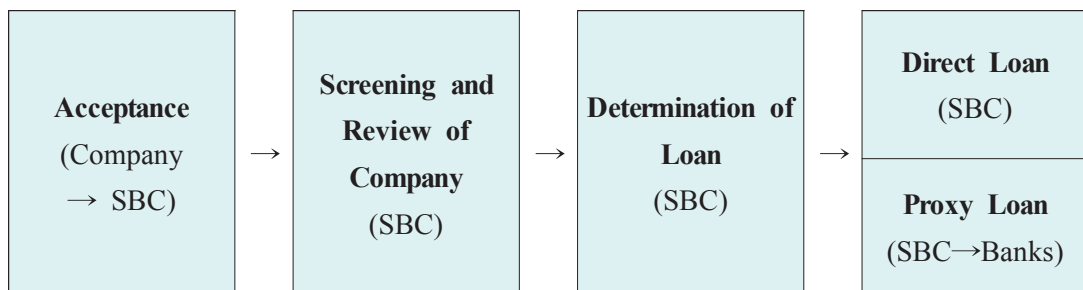 Acceptance
(Company
→ SBC)
→
Screening and
Review of
Company
(SBC)
→
Determination of
Loan
(SBC)
→
Direct Loan
(SBC)
Proxy Loan
(SBC→Banks)